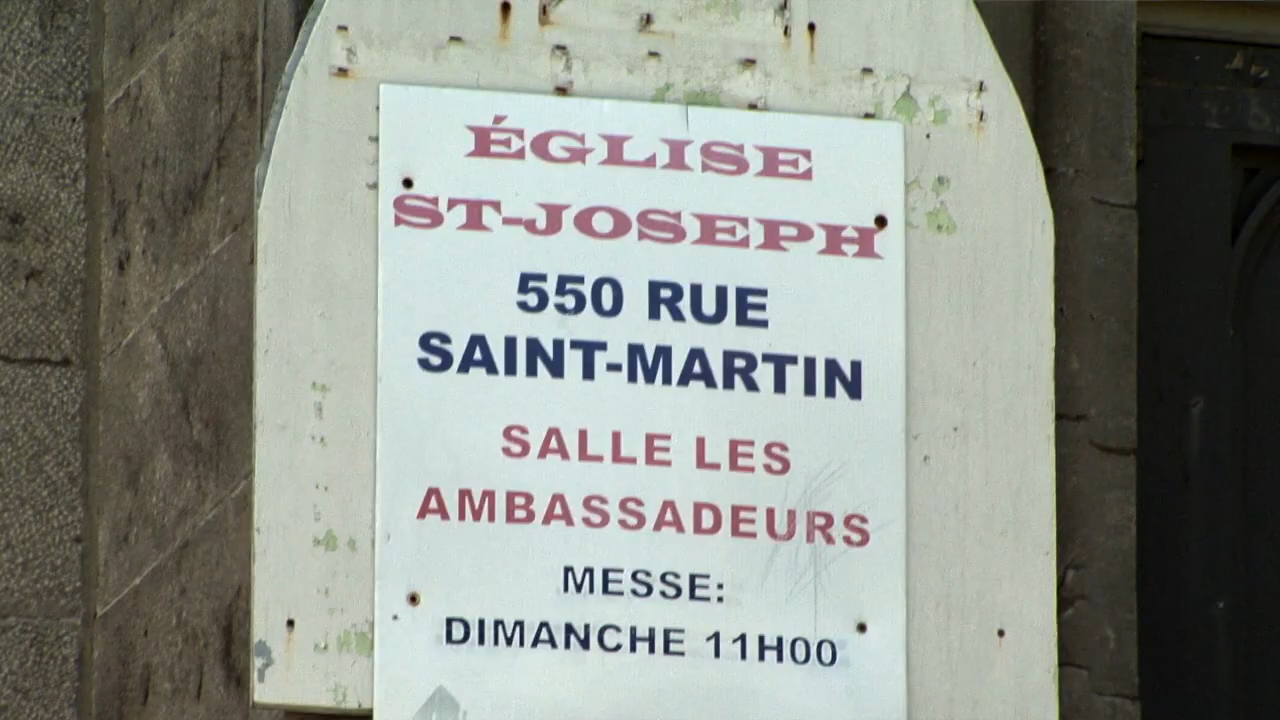 ÉGLISE
ST-JOSEPH
550 RUE
SAINT-MARTIN
SALLE LES
AMBASSADEURS
MESSE:
DIMANCHE 11H00